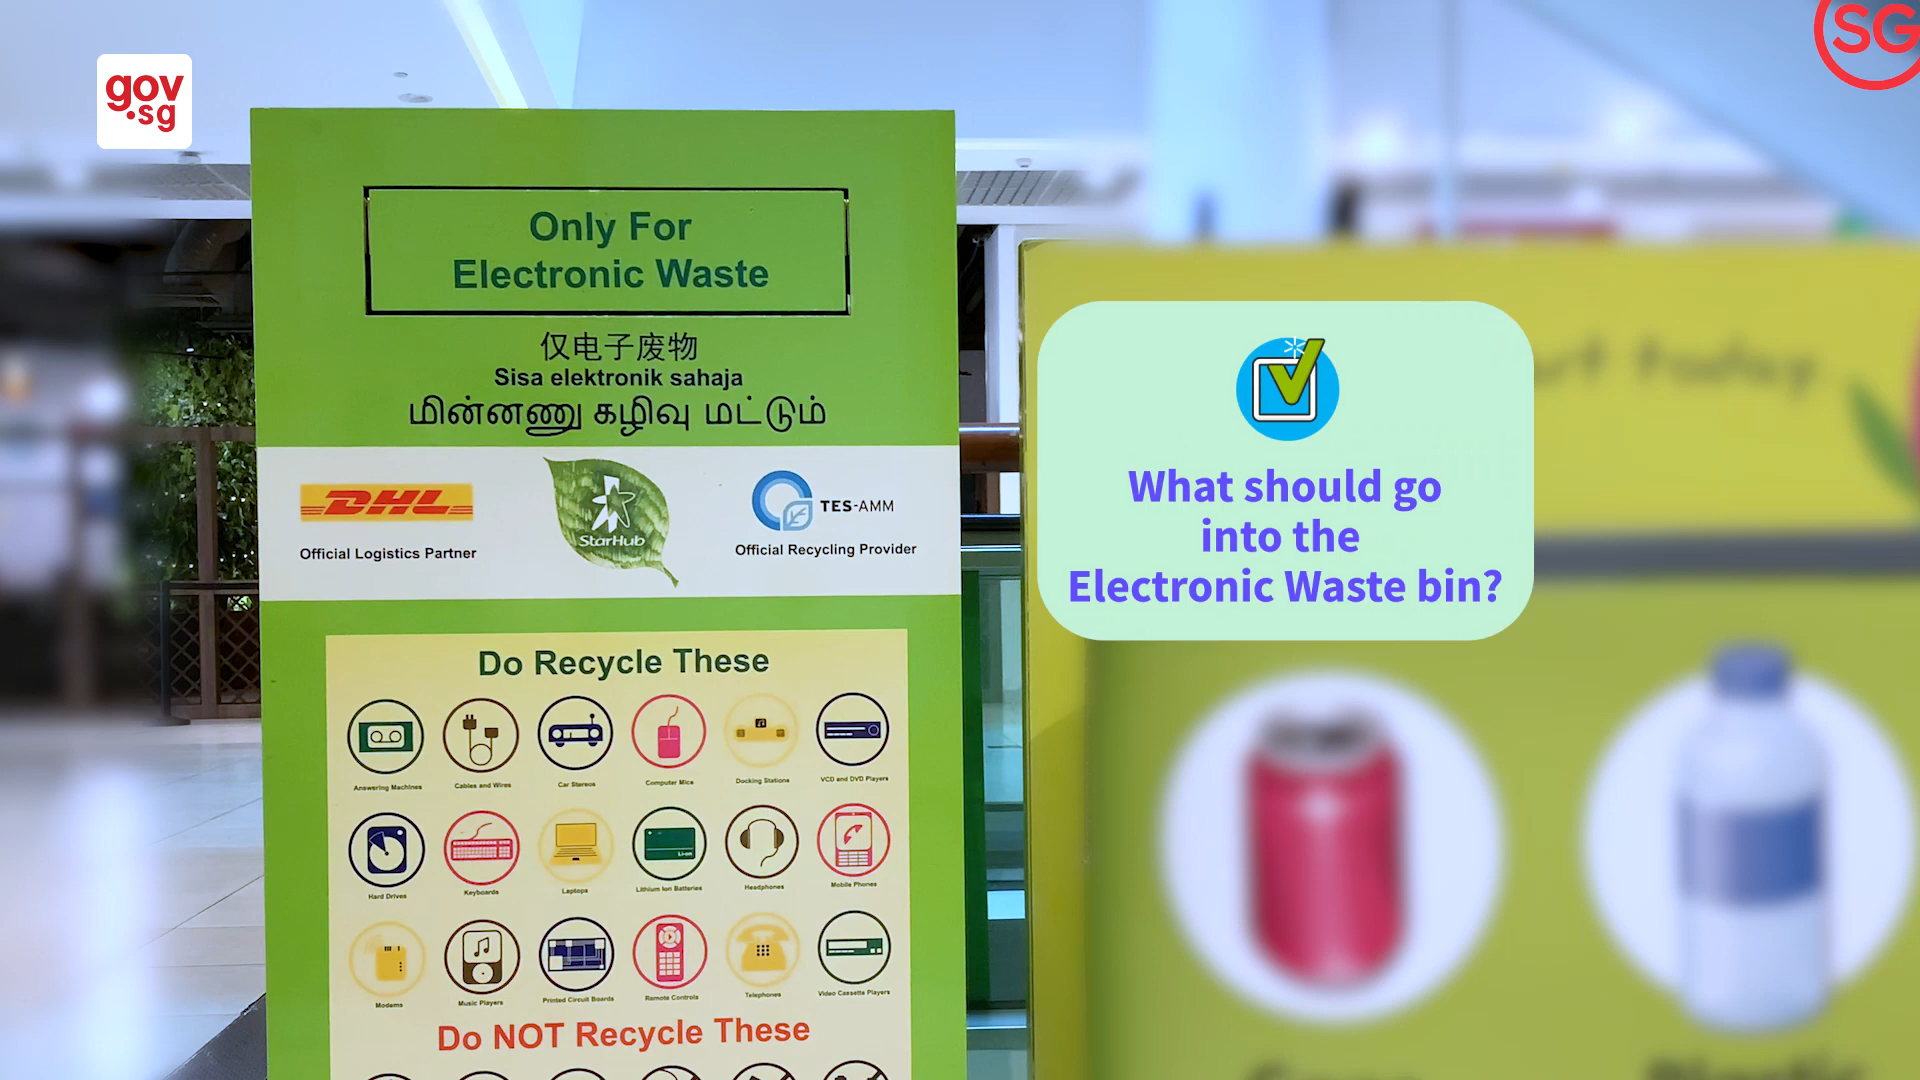 gov
.sg
SG
Only For
Electronic Waste
仅电子废物
Sisa elektronik sahaja
மின்னணு கழிவு மட்டும்
DHL
Official Logistics Partner
StarHub
TES-AMM
Official Recycling Provider
What should go
into the
Electronic Waste bin?
Do Recycle These
Answering Machines
Cables and Wires
Car Stereos
Computer Mice
Docking Stations
VCD and DVD Players
Hard Drives
Keyboards
Laptops
Li-on
Lithium Ion Batteries
Headphones
Mobile Phones
Modems
Music Players
Printed Circuit Boards
Remote Controls
Telephones
Video Cassette Players
Do NOT Recycle These
today